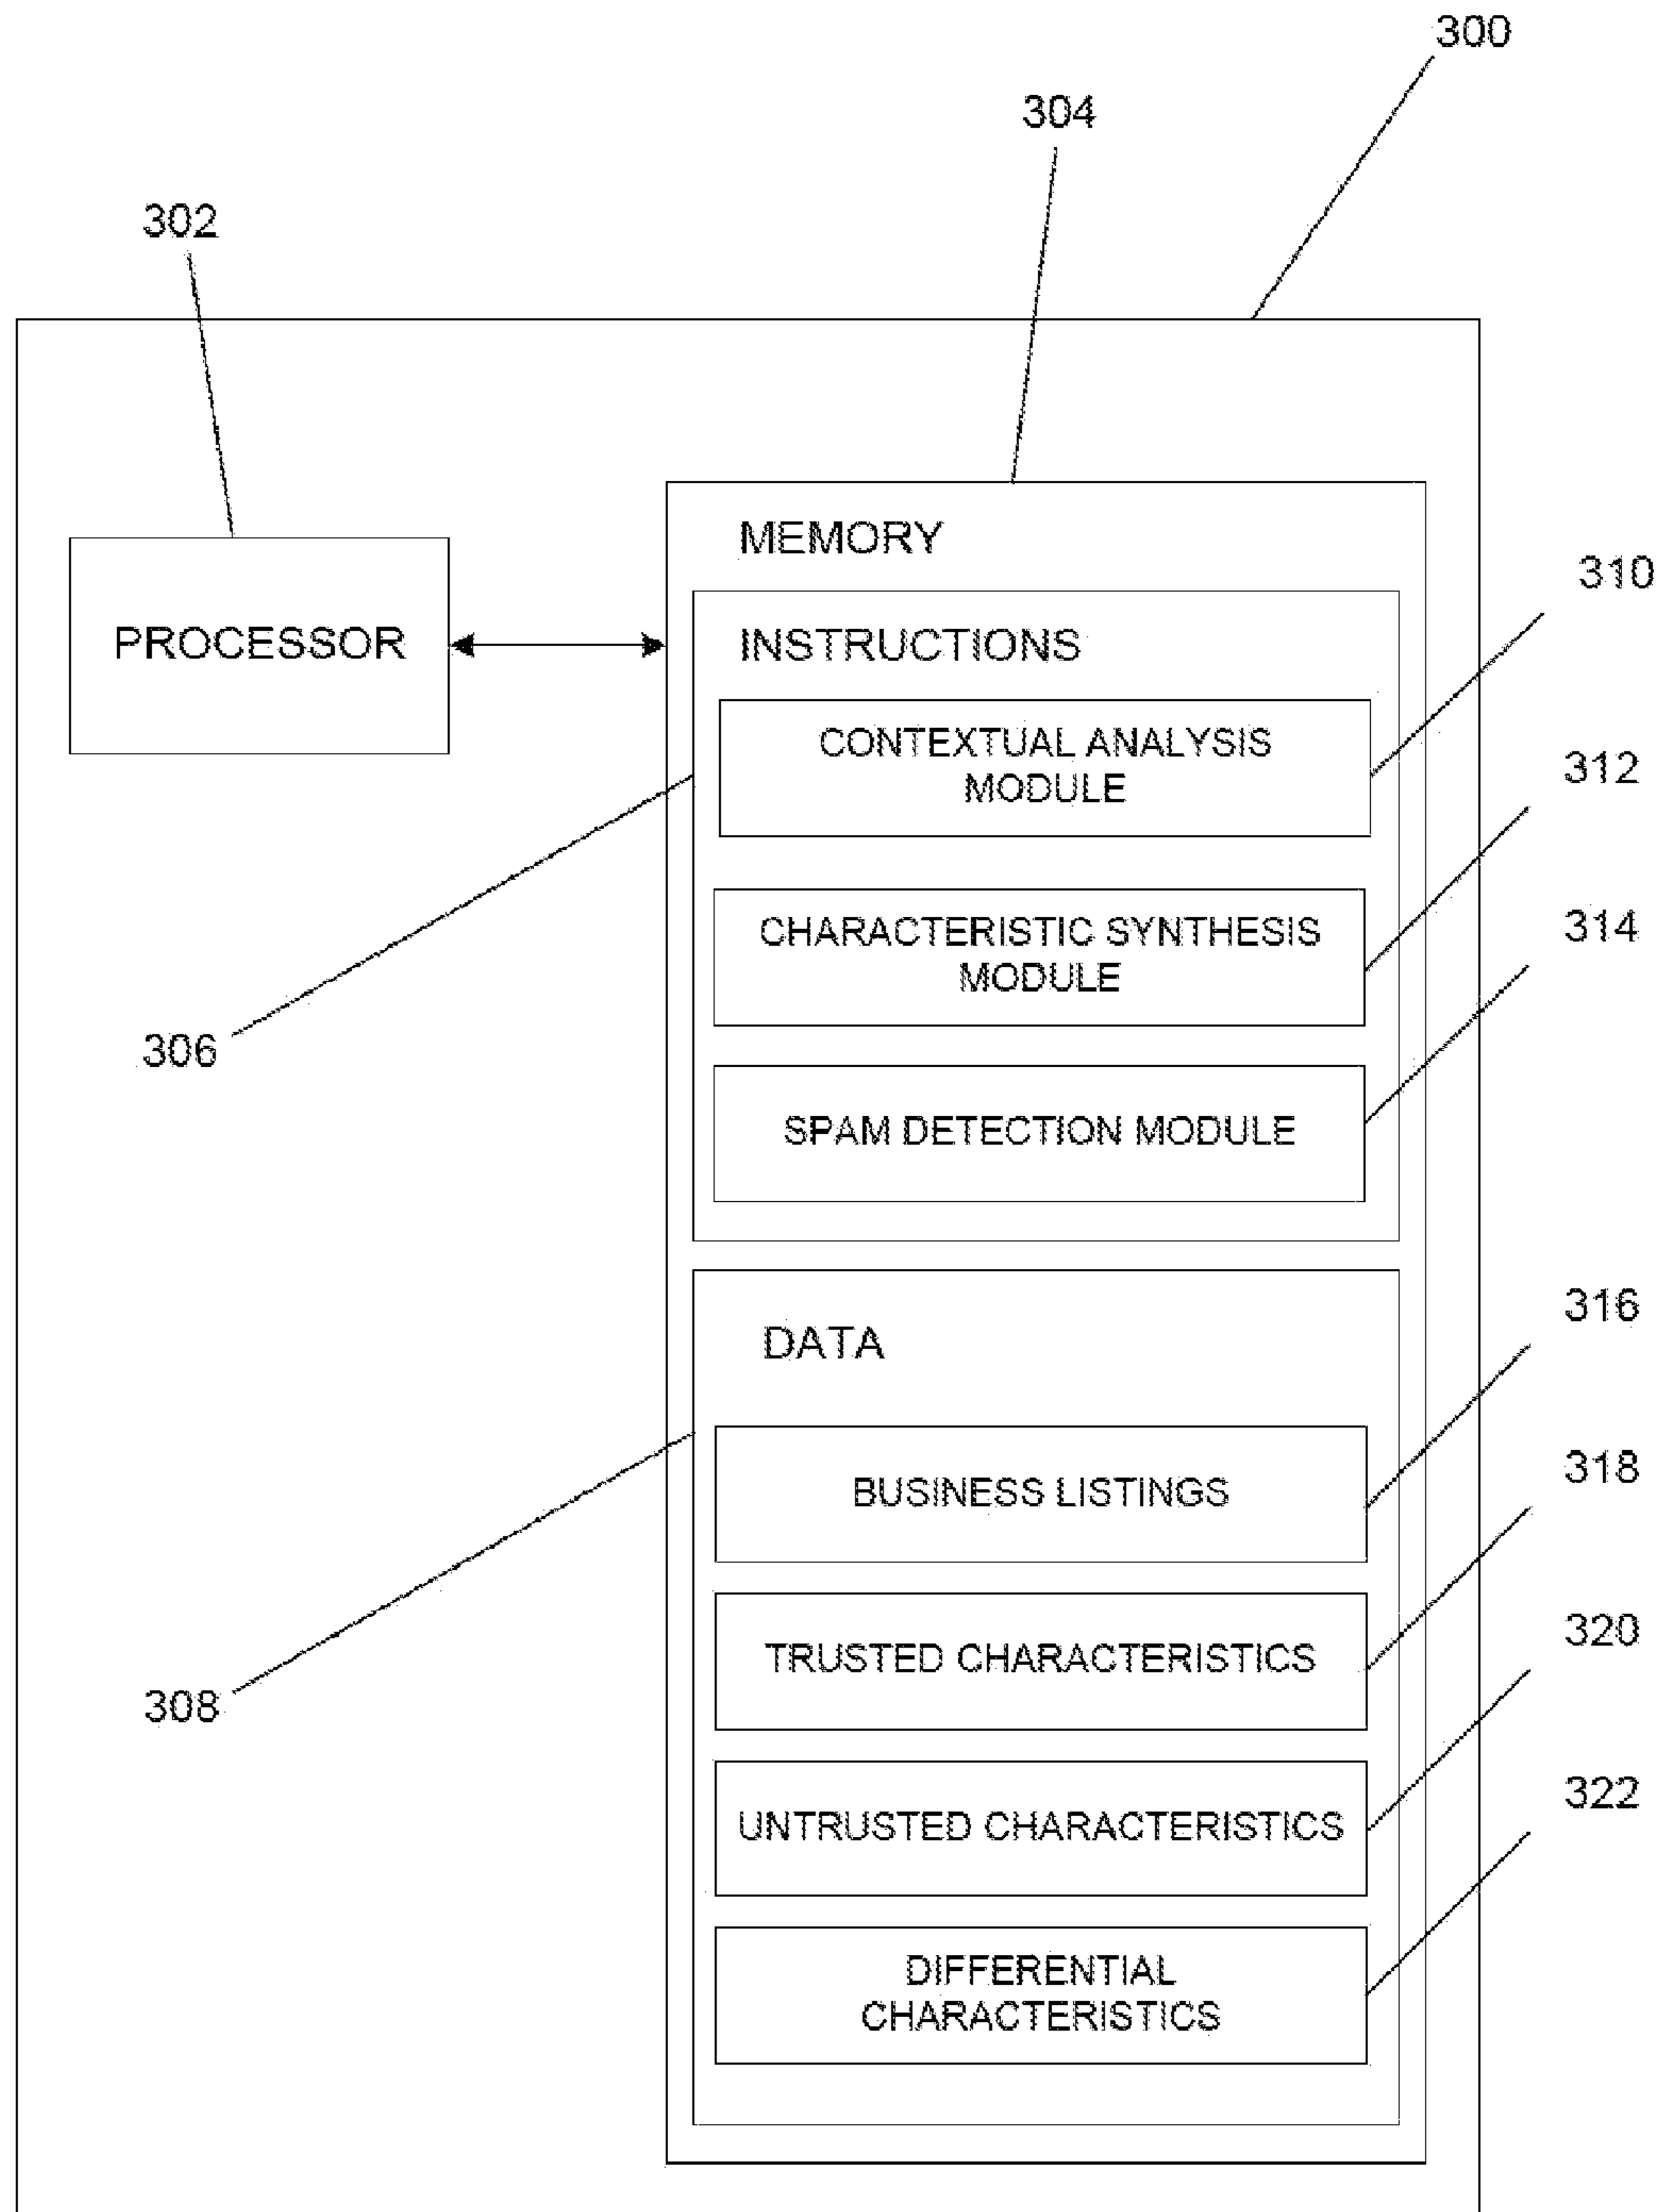 300
304
302
MEMORY
310
PROCESSOR
INSTRUCTIONS
CONTEXTUAL ANALYSIS
MODULE
312
CHARACTERISTIC SYNTHESIS
MODULE
314
306
SPAM DETECTION MODULE
316
DATA
BUSINESS LISTINGS
318
TRUSTED CHARACTERISTICS
320
308
UNTRUSTED CHARACTERISTICS
322
DIFFERENTIAL
CHARACTERISTICS